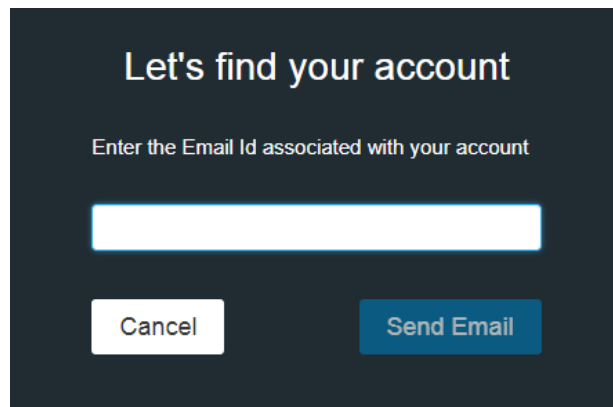 Let's find your account
Enter the Email Id associated with your account
Cancel
Send Email